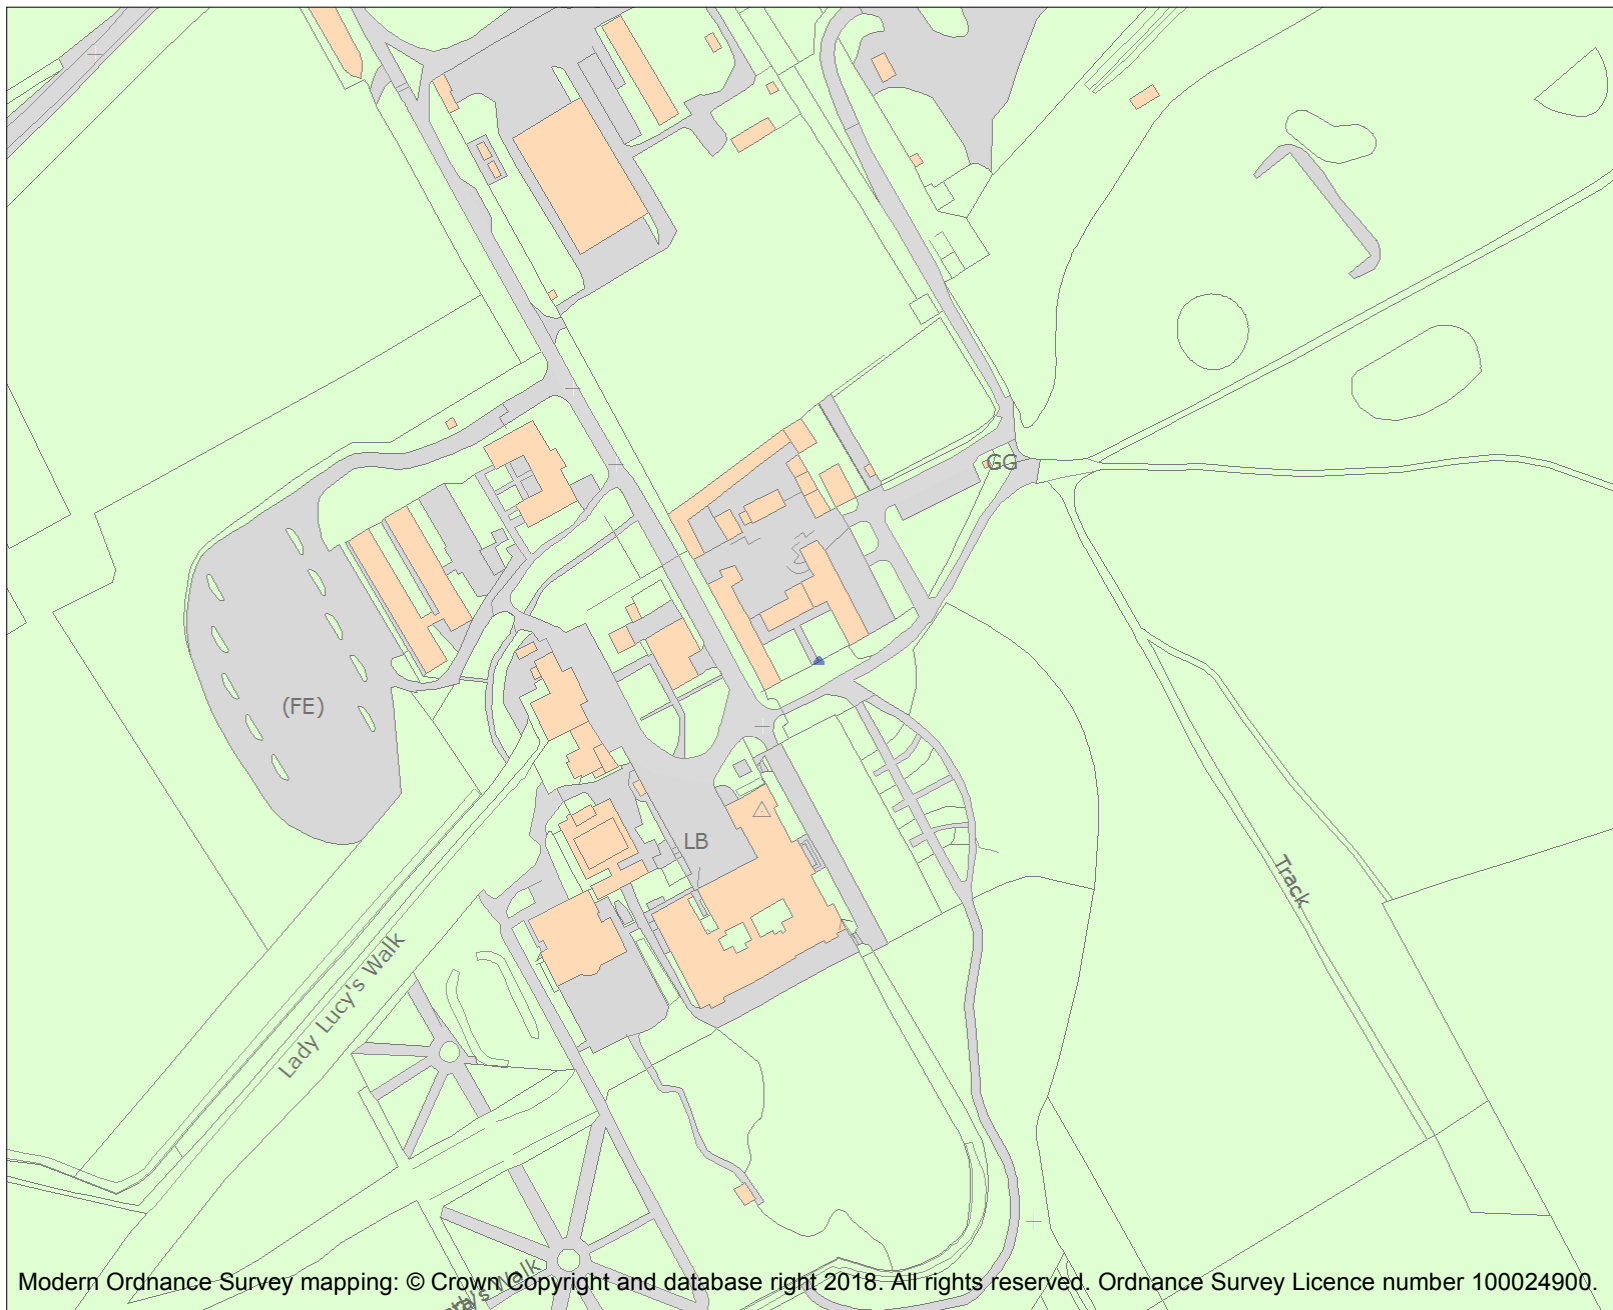 GG
(FE)
LB
Track
Lady Lucy's Walk
Walk
Modern Ordnance Survey mapping: © Crown Copyright and database right 2018. All rights reserved. Ordnance Survey Licence number 100024900.